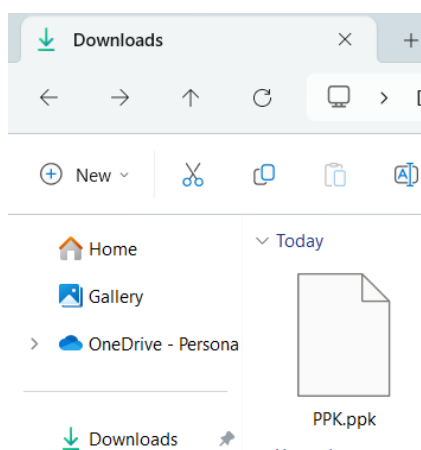 Downloads
New
Today
Home
Gallery
OneDrive - Persona
PPK.ppk
Downloads